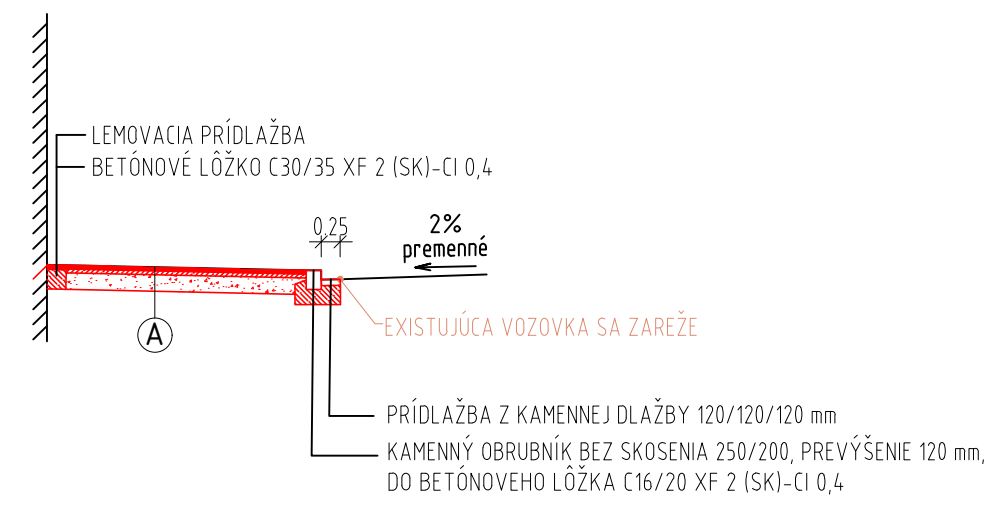 LEMOVACIA PRÍDLAŽBA
BETÓNOVÉ LÔŽKO C30/35 XF 2 (SK)-CI 0,4
0,25
2%
premenné
A
EXISTUJÚCA VOZOVKA SA ZAREŽE
PRÍDLAŽBA Z KAMENNEJ DLAŽBY 120/120/120 mm
KAMENNÝ OBRUBNÍK BEZ SKOSENIA 250/200, PREVÝŠENIE 120 mm,
DO BETÓNOVEHO LÔŽKA C16/20 XF 2 (SK)-CI 0,4